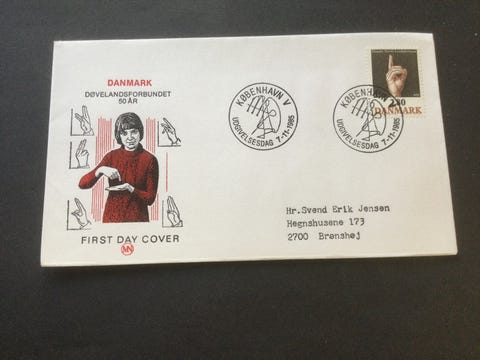 DANMARK
DØVELANDSFORBUNDET
50 ÅR
FIRST DAY COVER
KØBENHAVN V
UDGIVELSESDAG 7-11-1985
KØBENHAVN V
UDGIVELSESDAG 7-11-1985
2.80
DANMARK
Hr. Svend Erik Jensen
Hegnshusene 173
2700 Brønshøj